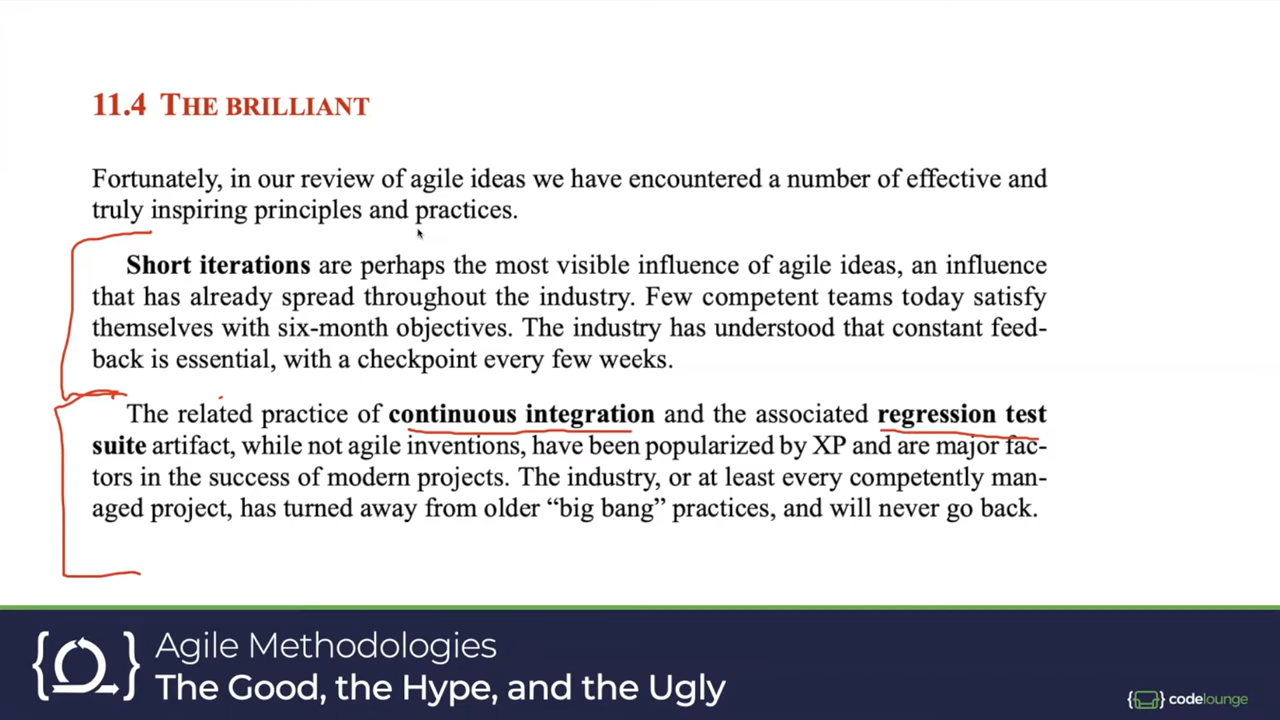 11.4 THE BRILLIANT
Fortunately, in our review of agile ideas we have encountered a number of effective and
truly inspiring principles and practices.
Short iterations are perhaps the most visible influence of agile ideas, an influence
that has already spread throughout the industry. Few competent teams today satisfy
themselves with six-month objectives. The industry has understood that constant feed-
back is essential, with a checkpoint every few weeks.
The related practice of continuous integration and the associated regression test
suite artifact, while not agile inventions, have been popularized by XP and are major fac-
tors in the success of modern projects. The industry, or at least every competently man-
aged project, has turned away from older “big bang” practices, and will never go back.
Agile Methodologies
The Good, the Hype, and the Ugly
codelounge